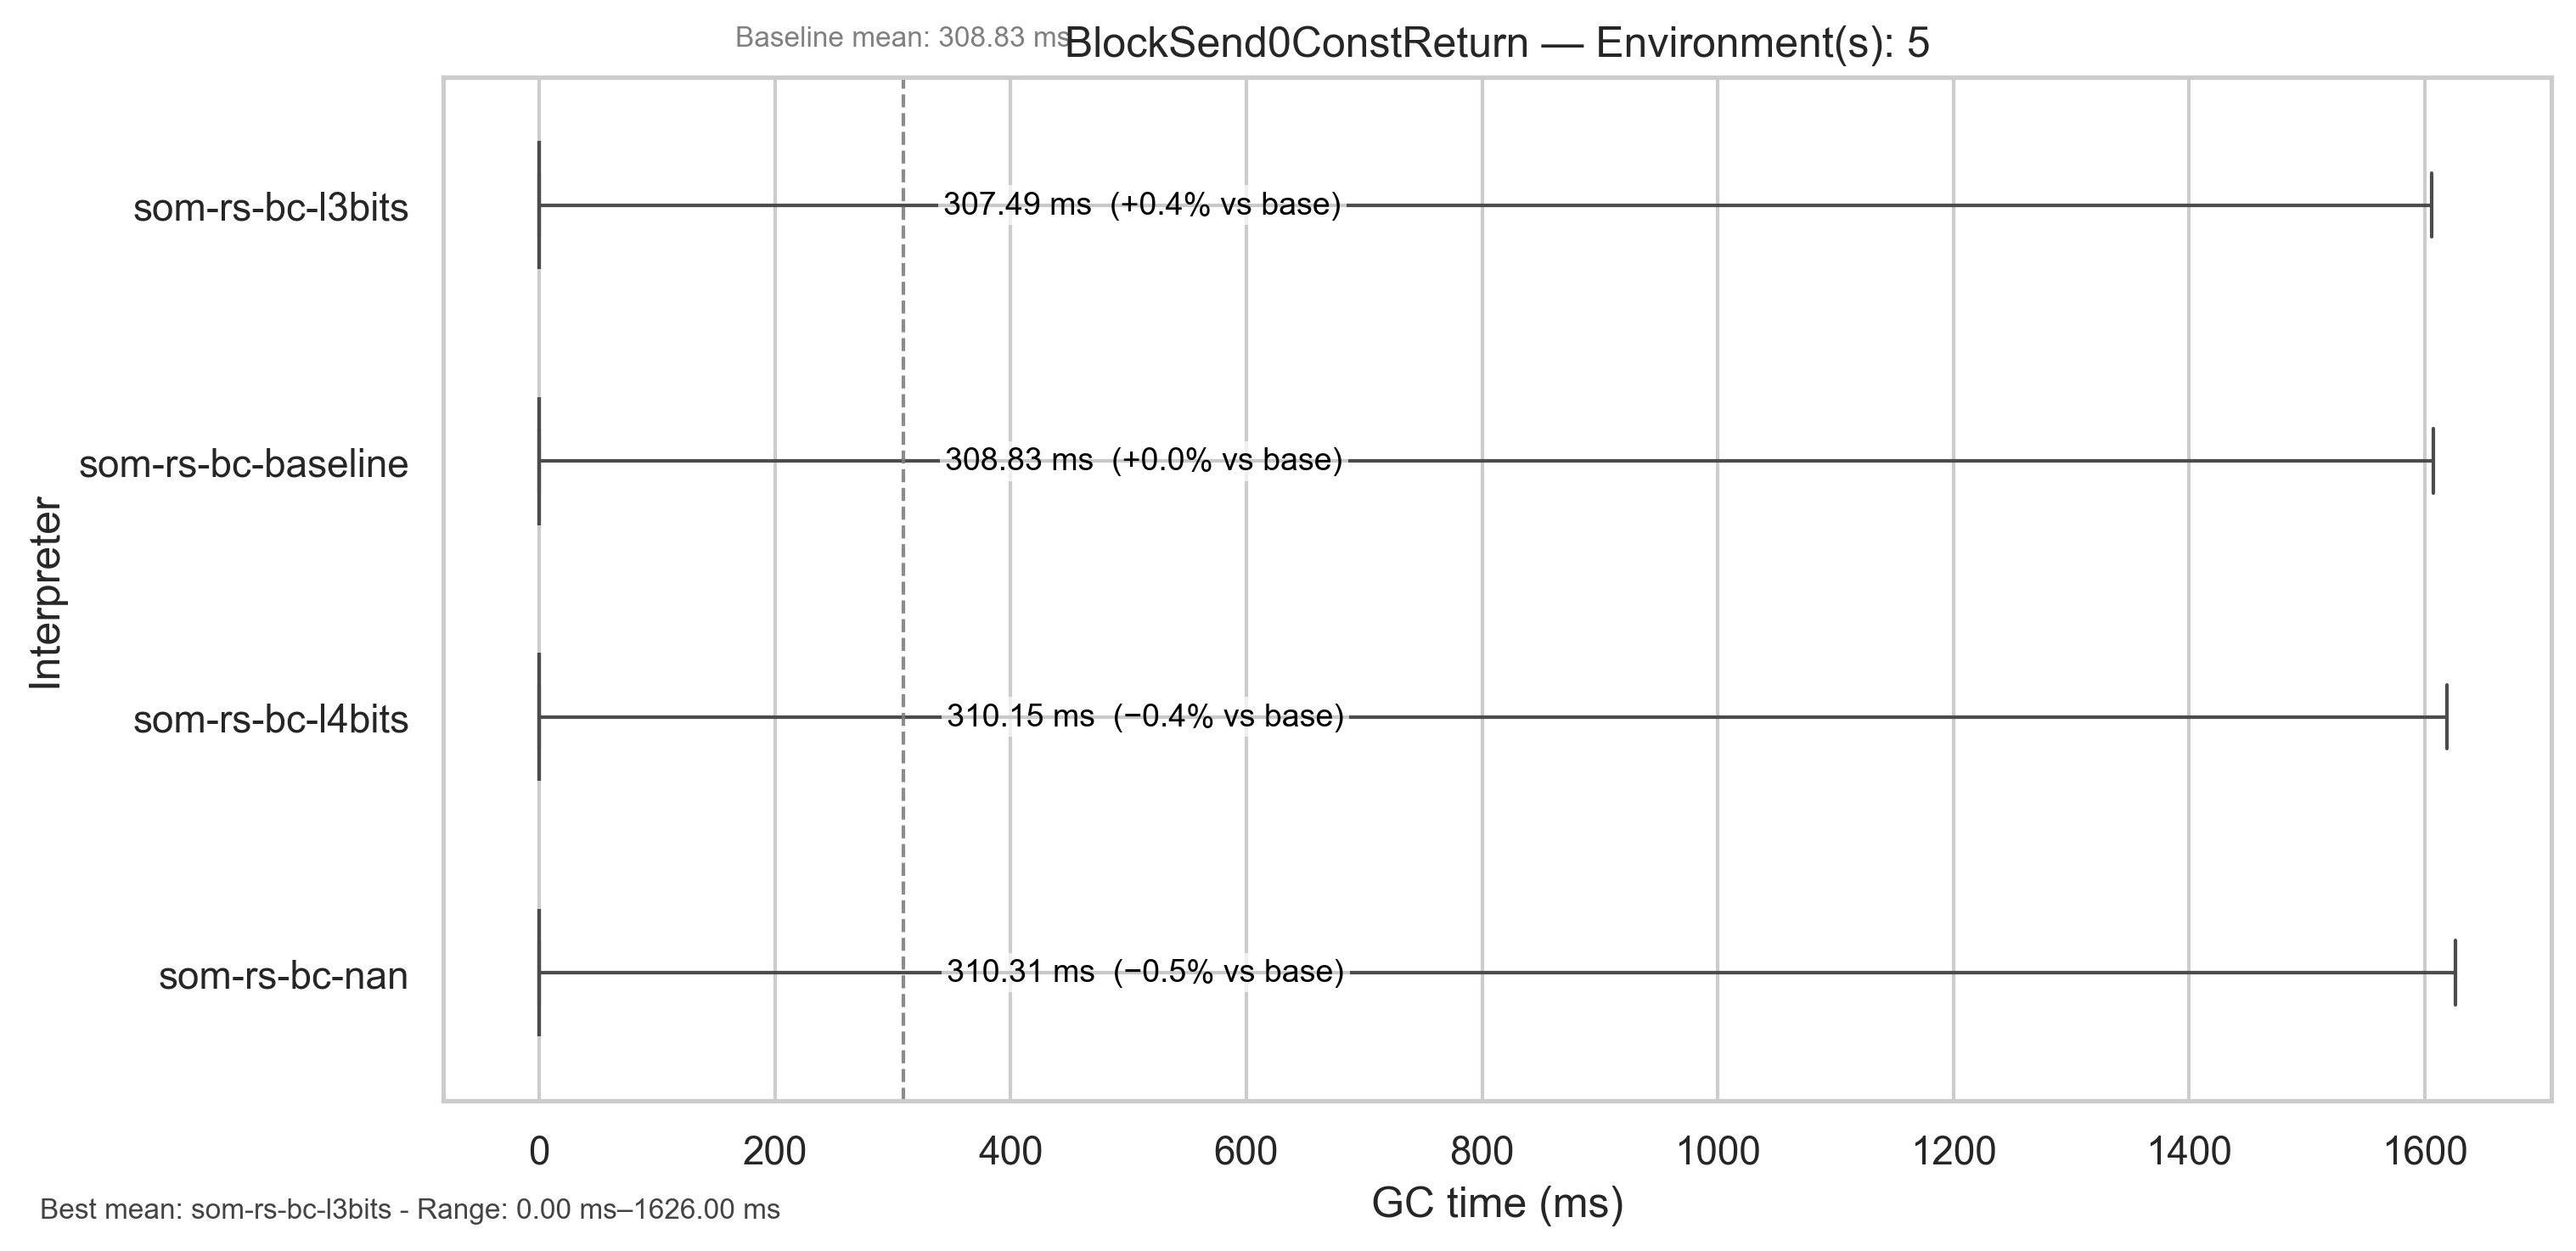 Baseline mean: 308.83 ms
BlockSend0ConstReturn — Environment(s): 5
Interpreter
som-rs-bc-l3bits
307.49 ms (+0.4% vs base)
som-rs-bc-baseline
308.83 ms (+0.0% vs base)
som-rs-bc-l4bits
310.15 ms (−0.4% vs base)
som-rs-bc-nan
310.31 ms (−0.5% vs base)
0 200 400 600 800 1000 1200 1400 1600
GC time (ms)
Best mean: som-rs-bc-l3bits - Range: 0.00 ms–1626.00 ms